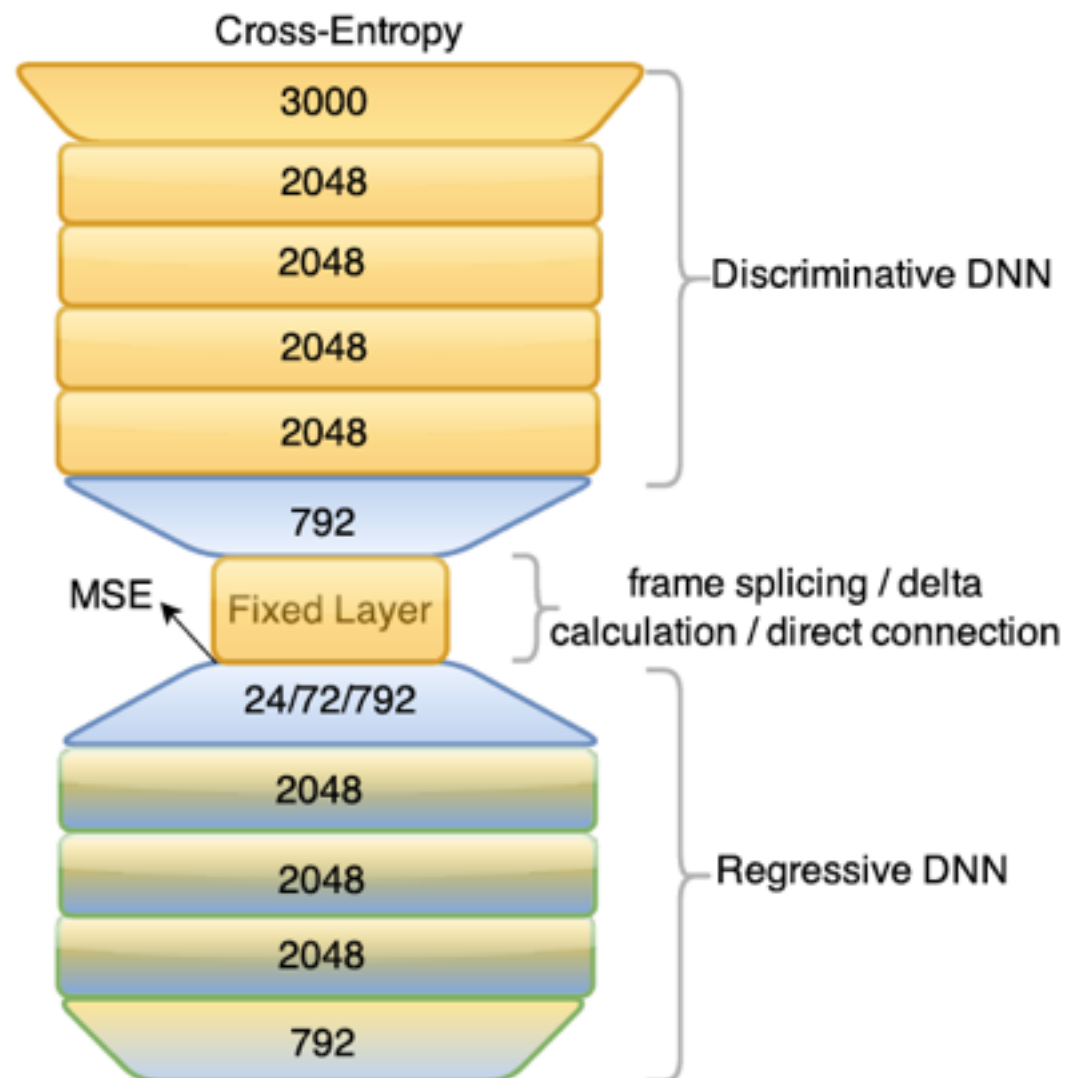 Cross-Entropy
3000
2048
2048
Discriminative DNN
2048
2048
792
MSE
Fixed Layer
frame splicing / delta
calculation / direct connection
24/72/792
2048
2048
Regressive DNN
2048
792